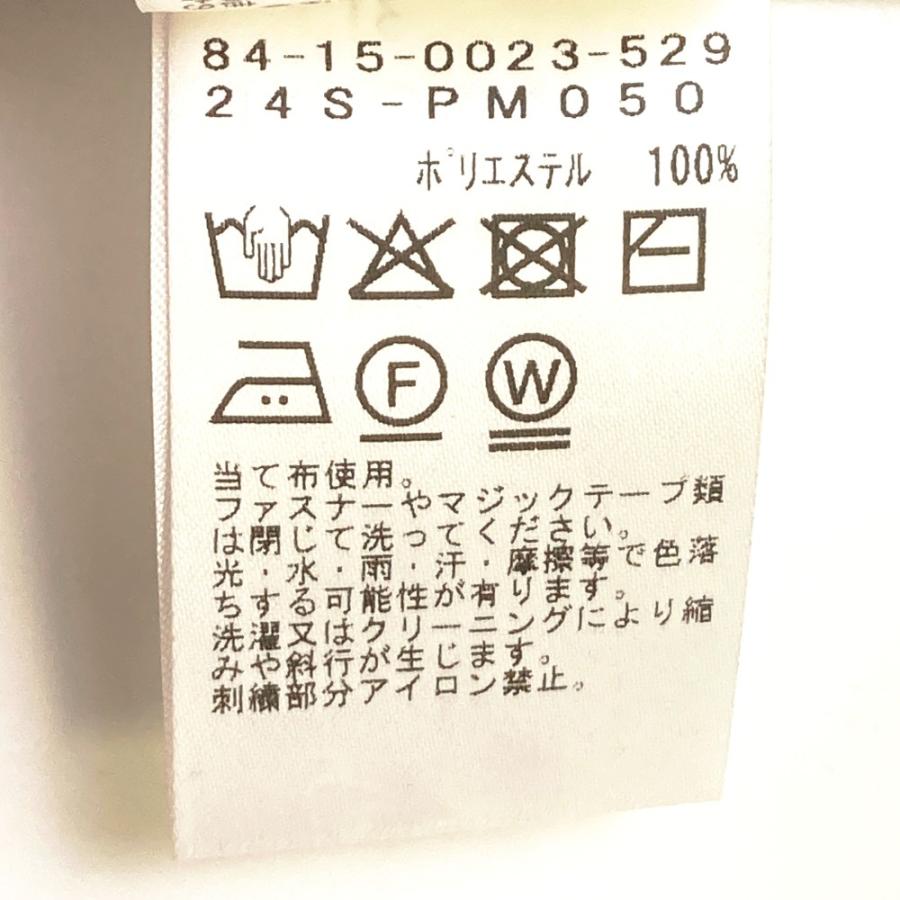 84-15-0023-529
24S-PM050
ポリエステル 100%
F W
当て布使用。
ファスナーやマジックテープ類
は閉じて洗って下さい。
光・水・雨・汗・摩擦等で色落
ちする可能性が有ります。
洗濯又はクリーニングにより縮
みや斜行が生じます。
刺繍部分アイロン禁止。